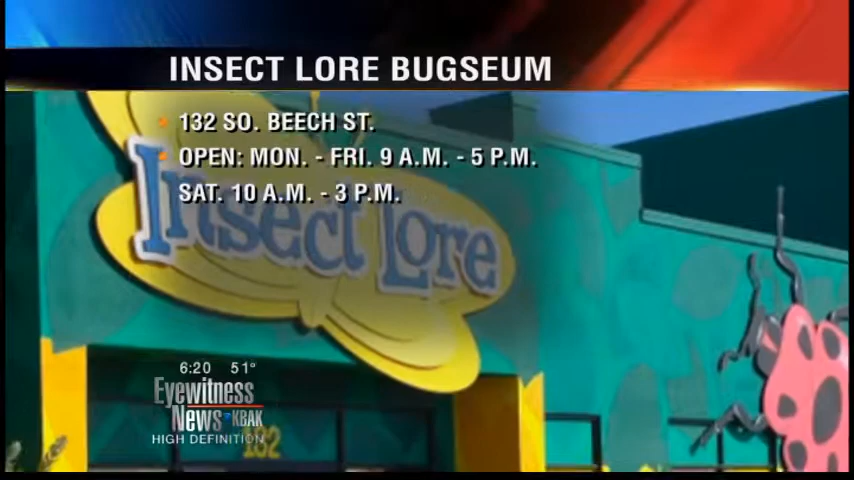 INSECT LORE BUGSEUM
132 SO. BEECH ST.
OPEN: MON. - FRI. 9 A.M. - 5 P.M.
SAT. 10 A.M. - 3 P.M.
Insect Lore
6:20 51°
Eyewitness
News KBAK
HIGH DEFINITION
132